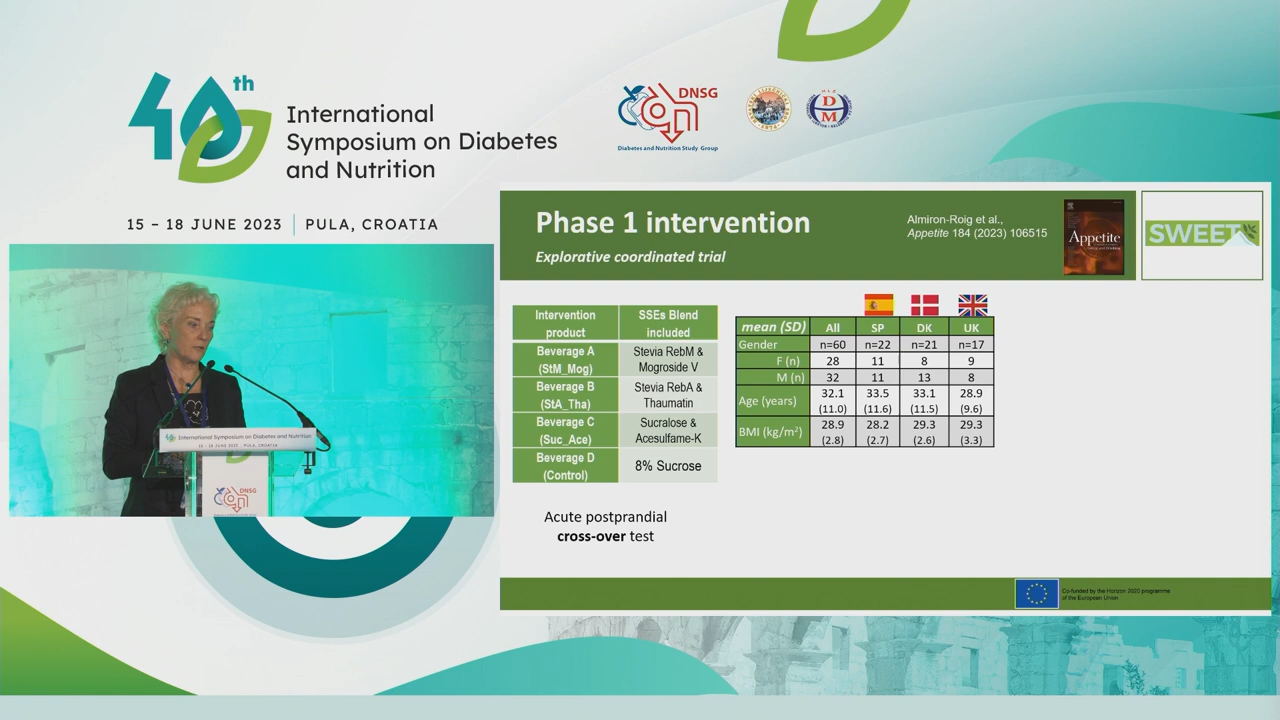 40th
International
Symposium on Diabetes
and Nutrition
15 – 18 JUNE 2023 | PULA, CROATIA
DNSG
Diabetes and Nutrition Study Group
D
M
Phase 1 intervention
Explorative coordinated trial
Almiron-Roig et al.,
Appetite 184 (2023) 106515
Appetite
SWEET
Intervention product | SSEs Blend included
Beverage A (StM_Mog) | Stevia RebM & Mogroside V
Beverage B (StA_Tha) | Stevia RebA & Thaumatin
Beverage C (Suc_Ace) | Sucralose & Acesulfame-K
Beverage D (Control) | 8% Sucrose
Acute postprandial
cross-over test
mean (SD) | All | SP | DK | UK
Gender | n=60 | n=22 | n=21 | n=17
F (n) | 28 | 11 | 8 | 9
M (n) | 32 | 11 | 13 | 8
Age (years) | 32.1 (11.0) | 33.5 (11.6) | 33.1 (11.5) | 28.9 (9.6)
BMI (kg/m²) | 28.9 (2.8) | 28.2 (2.7) | 29.3 (2.6) | 29.3 (3.3)
Co-funded by the Horizon 2020 programme
of the European Union
International Symposium on Diabetes and Nutrition
15 – 18 JUNE 2023 | PULA, CROATIA
DNSG